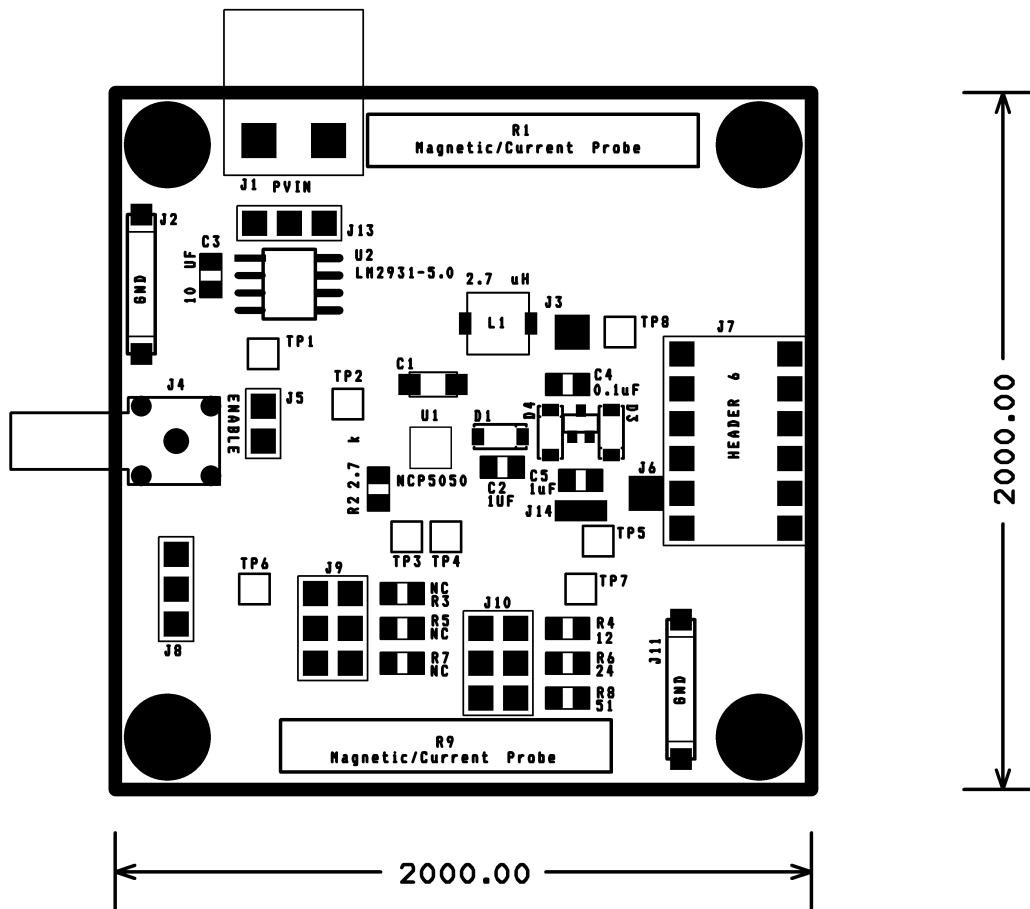 R1
Magnetic/Current Probe
J1 PVIN
J2
J13
C3
10 UF
U2
LM2931-5.0
GND
2.7 uH
L1
J3
TP8
J7
TP1
C1
TP2
C4
0.1uF
J4
J5
ENABLE
U1
D1
D4
D3
HEADER 6
2000.00
R2 2.7 k
NCP5050
C2
1UF
C5
1uF
J6
J14
TP3 TP4
TP5
TP6
TP7
J9
NC
R3
J10
R5
NC
R4
12
J8
R7
NC
R6
24
J11
GND
R8
51
R9
Magnetic/Current Probe
2000.00